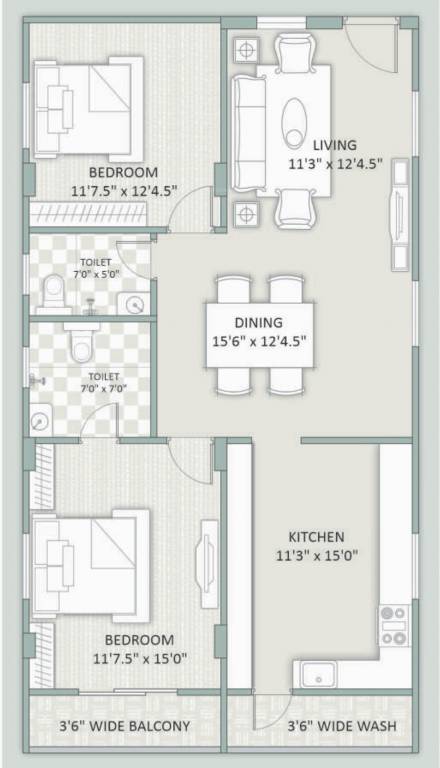 LIVING
11'3" x 12'4.5"
BEDROOM
11'7.5" x 12'4.5"
TOILET
7'0" x 5'0"
DINING
15'6" x 12'4.5"
TOILET
7'0" x 7'0"
KITCHEN
11'3" x 15'0"
BEDROOM
11'7.5" x 15'0"
3'6" WIDE BALCONY
3'6" WIDE WASH